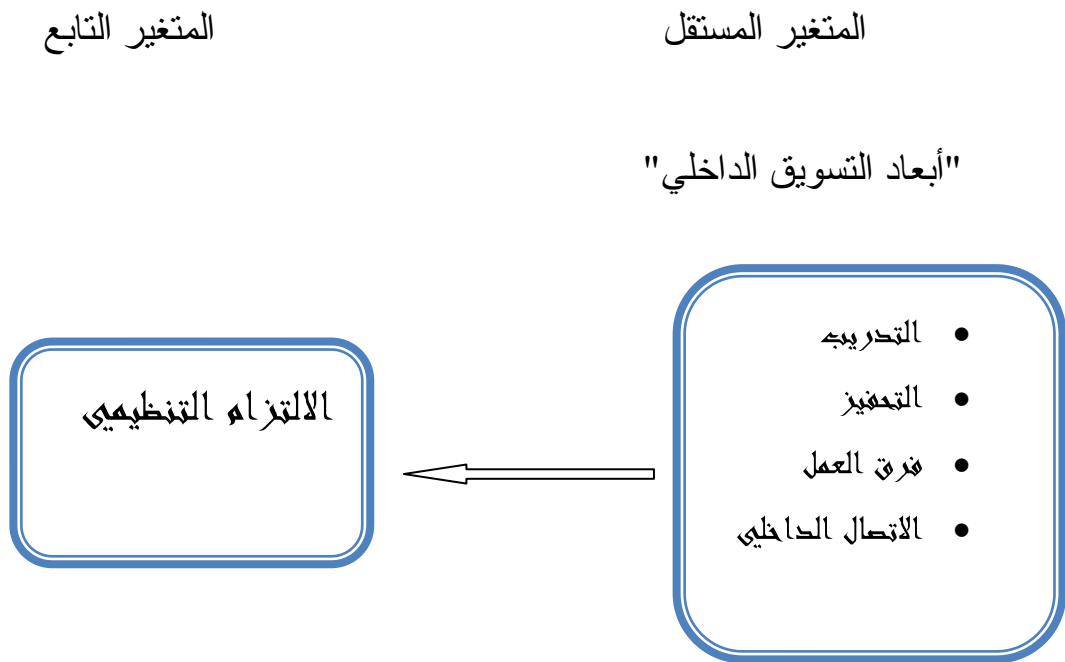 المتغير المستقل
المتغير التابع
"أبعاد التسويق الداخلي"
• التدريب
• التحفيز
• فرق العمل
• الاتصال الداخلي
الالتزام التنظيمي